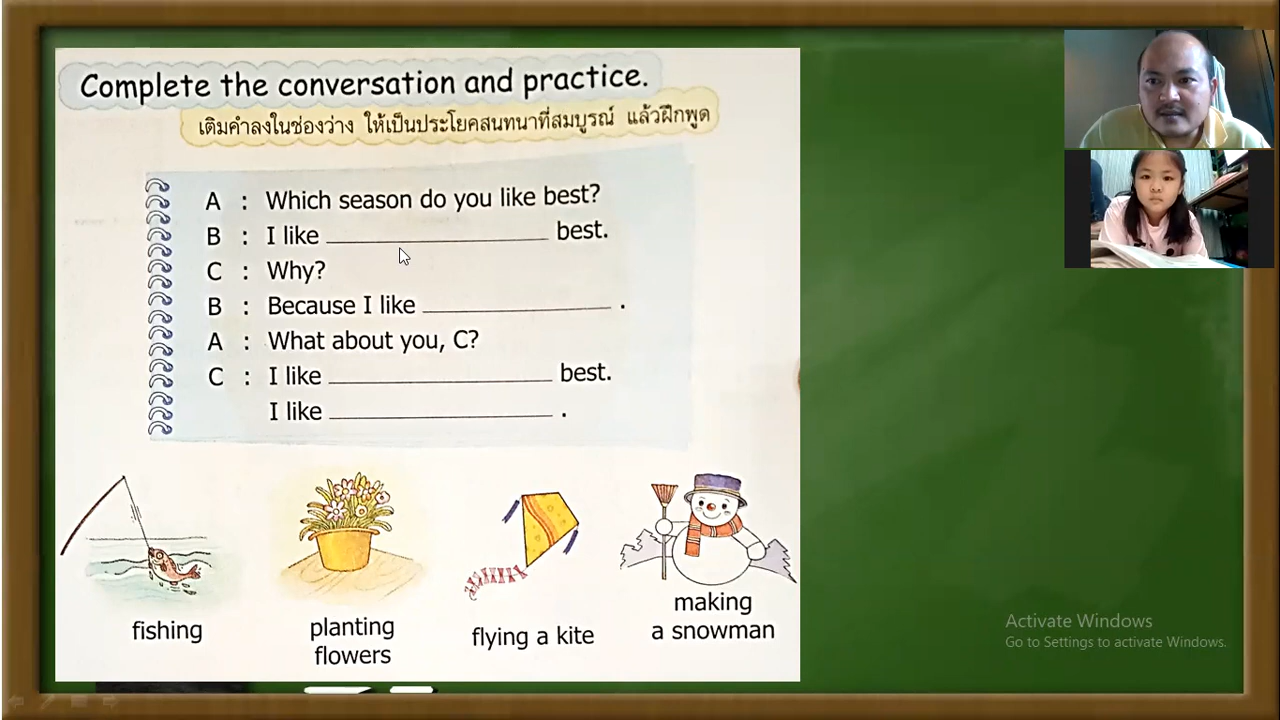 Complete the conversation and practice.
เติมคำลงในช่องว่าง ให้เป็นประโยคสนทนาที่สมบูรณ์ แล้วฝึกพูด
A : Which season do you like best?
B : I like ____________________ best.
C : Why?
B : Because I like ____________________ .
A : What about you, C?
C : I like ____________________ best.
I like ____________________ .
fishing
planting
flowers
flying a kite
making
a snowman
Activate Windows
Go to Settings to activate Windows.